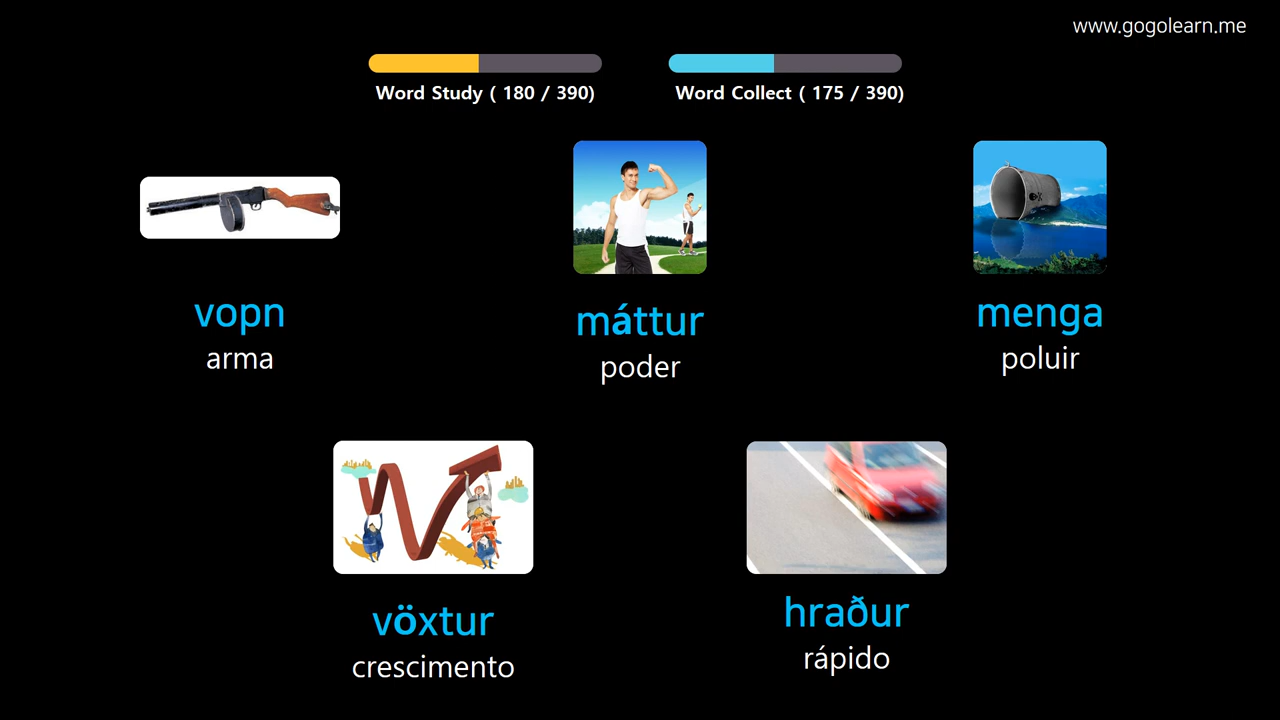 www.gogolearn.me
Word Study ( 180 / 390)
Word Collect ( 175 / 390)
vopn
arma
máttur
poder
menga
poluir
vöxtur
crescimento
hraður
rápido